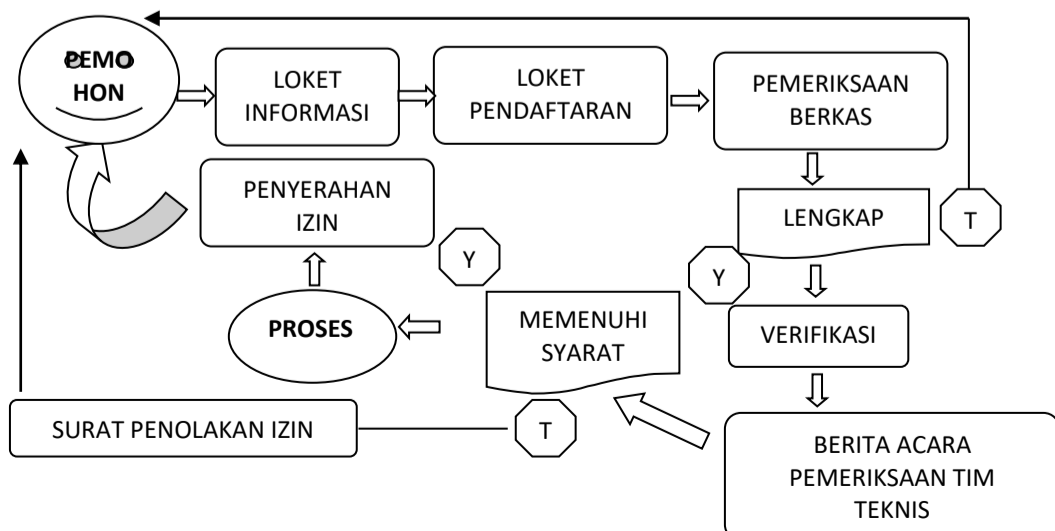 PEMO
HON
LOKET
INFORMASI
LOKET
PENDAFTARAN
PEMERIKSAAN
BERKAS
LENGKAP
T
Y
VERIFIKASI
BERITA ACARA
PEMERIKSAAN TIM
TEKNIS
MEMENUHI
SYARAT
Y
PROSES
PENYERAHAN
IZIN
T
SURAT PENOLAKAN IZIN